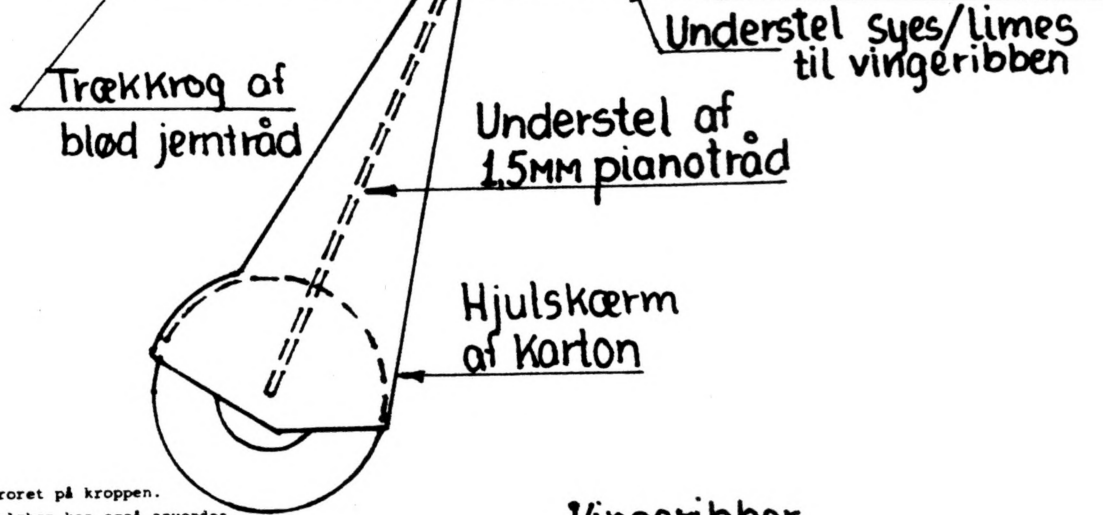 Understel syes/limes
til vingeribben
Trækkrog af
blød jerntråd
Understel af
1.5MM pianotråd
Hjulskærm
af karton
roret på kroppen.
Vingeribber